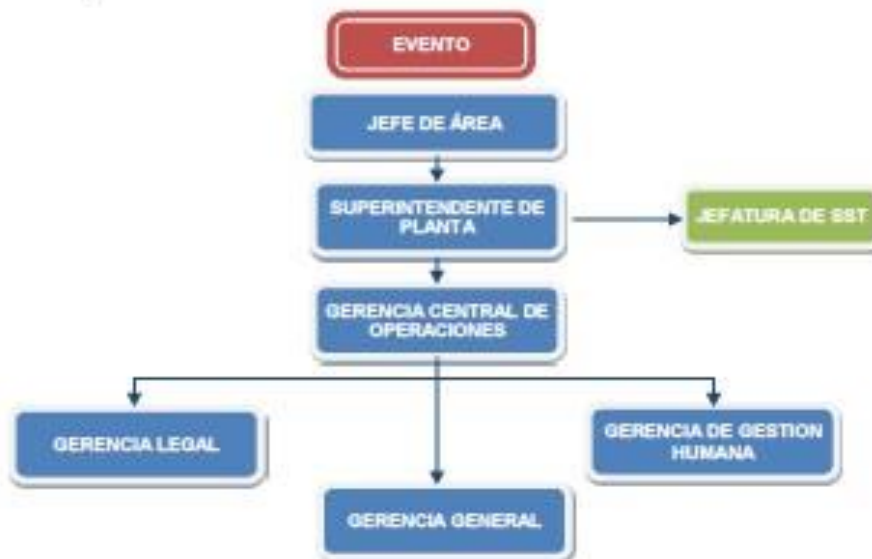 EVENTO
JEFE DE ÁREA
SUPERINTENDENTE DE
PLANTA
JEFATURA DE SST
GERENCIA CENTRAL DE
OPERACIONES
GERENCIA LEGAL
GERENCIA DE GESTION
HUMANA
GERENCIA GENERAL